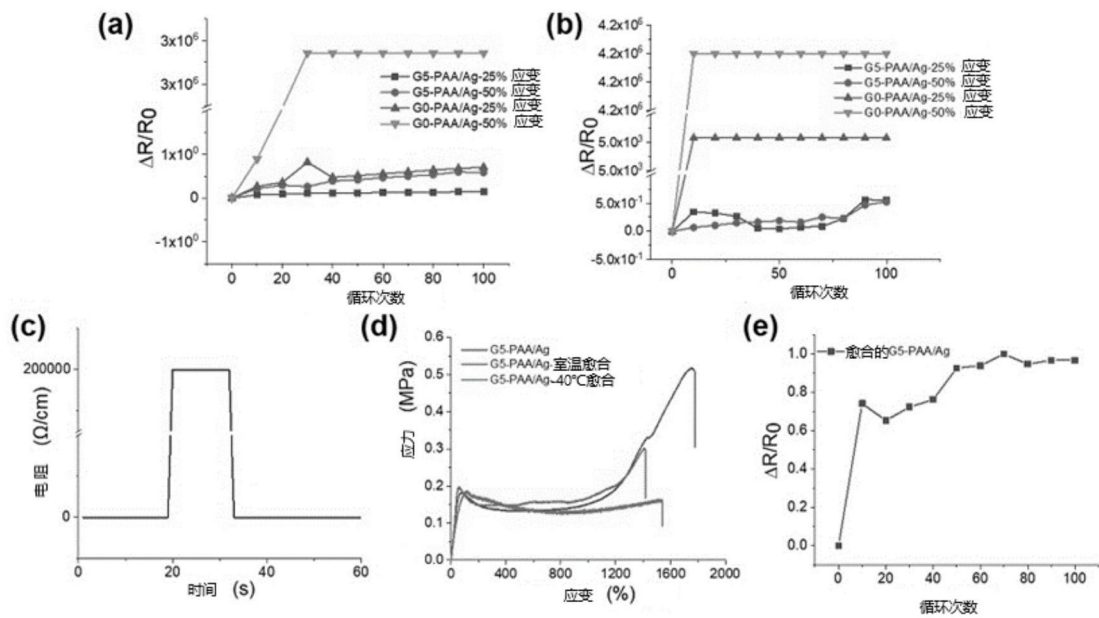 (a)
3x10⁶
3x10⁶
1x10⁰
0
-1x10⁰
ΔR/R0
G5-PAA/Ag-25% 应变
G5-PAA/Ag-50% 应变
G0-PAA/Ag-25% 应变
G0-PAA/Ag-50% 应变
0 20 40 60 80 100
循环次数
(b)
4.2x10⁶
4.2x10⁶
4.2x10⁶
5.0x10³
5.0x10³
5.0x10⁻¹
0.0
-5.0x10⁻¹
ΔR/R0
G5-PAA/Ag-25% 应变
G5-PAA/Ag-50% 应变
G0-PAA/Ag-25% 应变
G0-PAA/Ag-50% 应变
0 50 100
循环次数
(c)
200000
0
电阻 (Ω/cm)
0 20 40 60
时间 (s)
(d)
0.6
0.5
0.4
0.3
0.2
0.1
0.0
应力 (MPa)
G5-PAA/Ag
G5-PAA/Ag-室温愈合
G5-PAA/Ag-40°C愈合
0 400 800 1200 1600 2000
应变 (%)
(e)
1.0
0.8
0.6
0.4
0.2
0.0
ΔR/R0
愈合的G5-PAA/Ag
0 20 40 60 80 100
循环次数